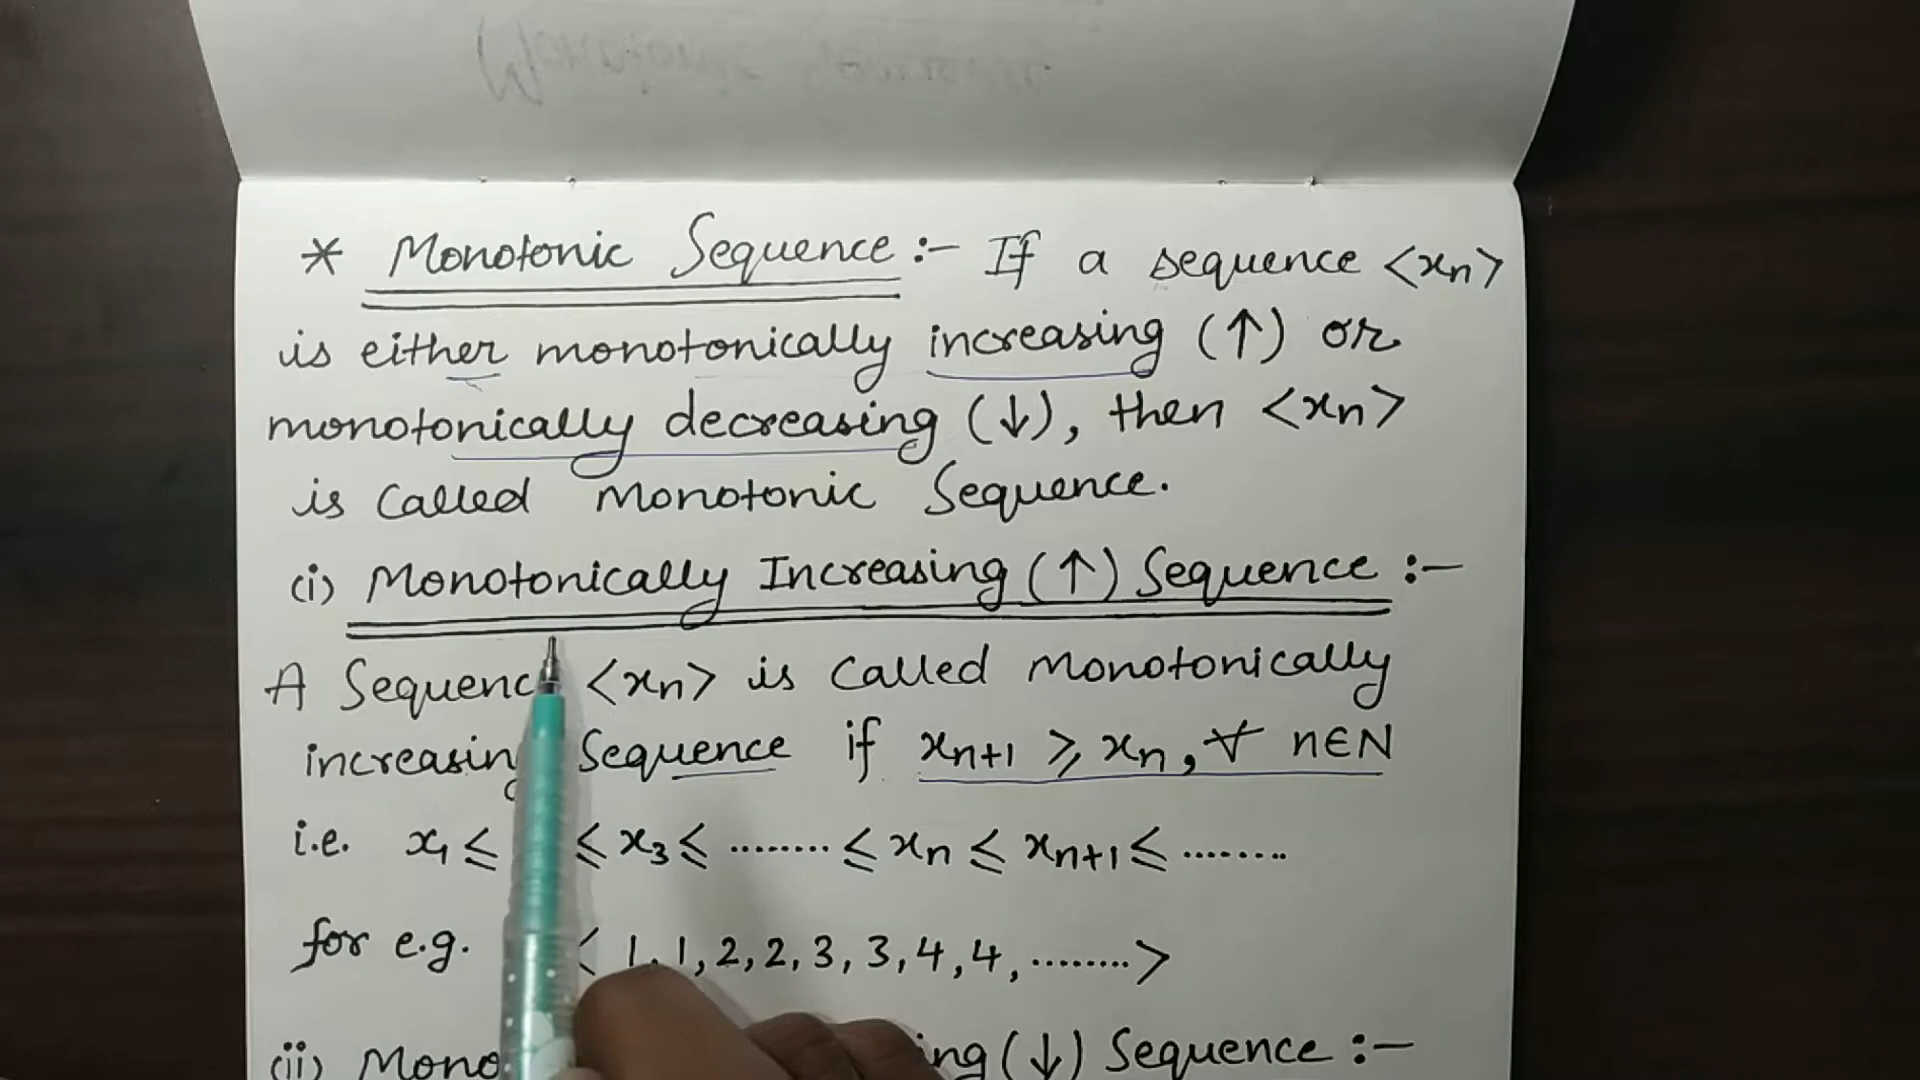 * Monotonic Sequence :- If a sequence <xn>
is either monotonically increasing (↑) or
monotonically decreasing (↓), then <xn>
is called monotonic Sequence.
(i) Monotonically Increasing (↑) Sequence :-
A Sequenc <xn> is called monotonically
increasing Sequence if xn+1 ⩾ xn, ∀ n∈N
i.e. x1 ⩽ ⩽ x3 ⩽ ........ ⩽ xn ⩽ xn+1 ⩽ ........
for e.g. < 1, 1, 2, 2, 3, 3, 4, 4, ........>
(ii) Mono ing (↓) Sequence :-